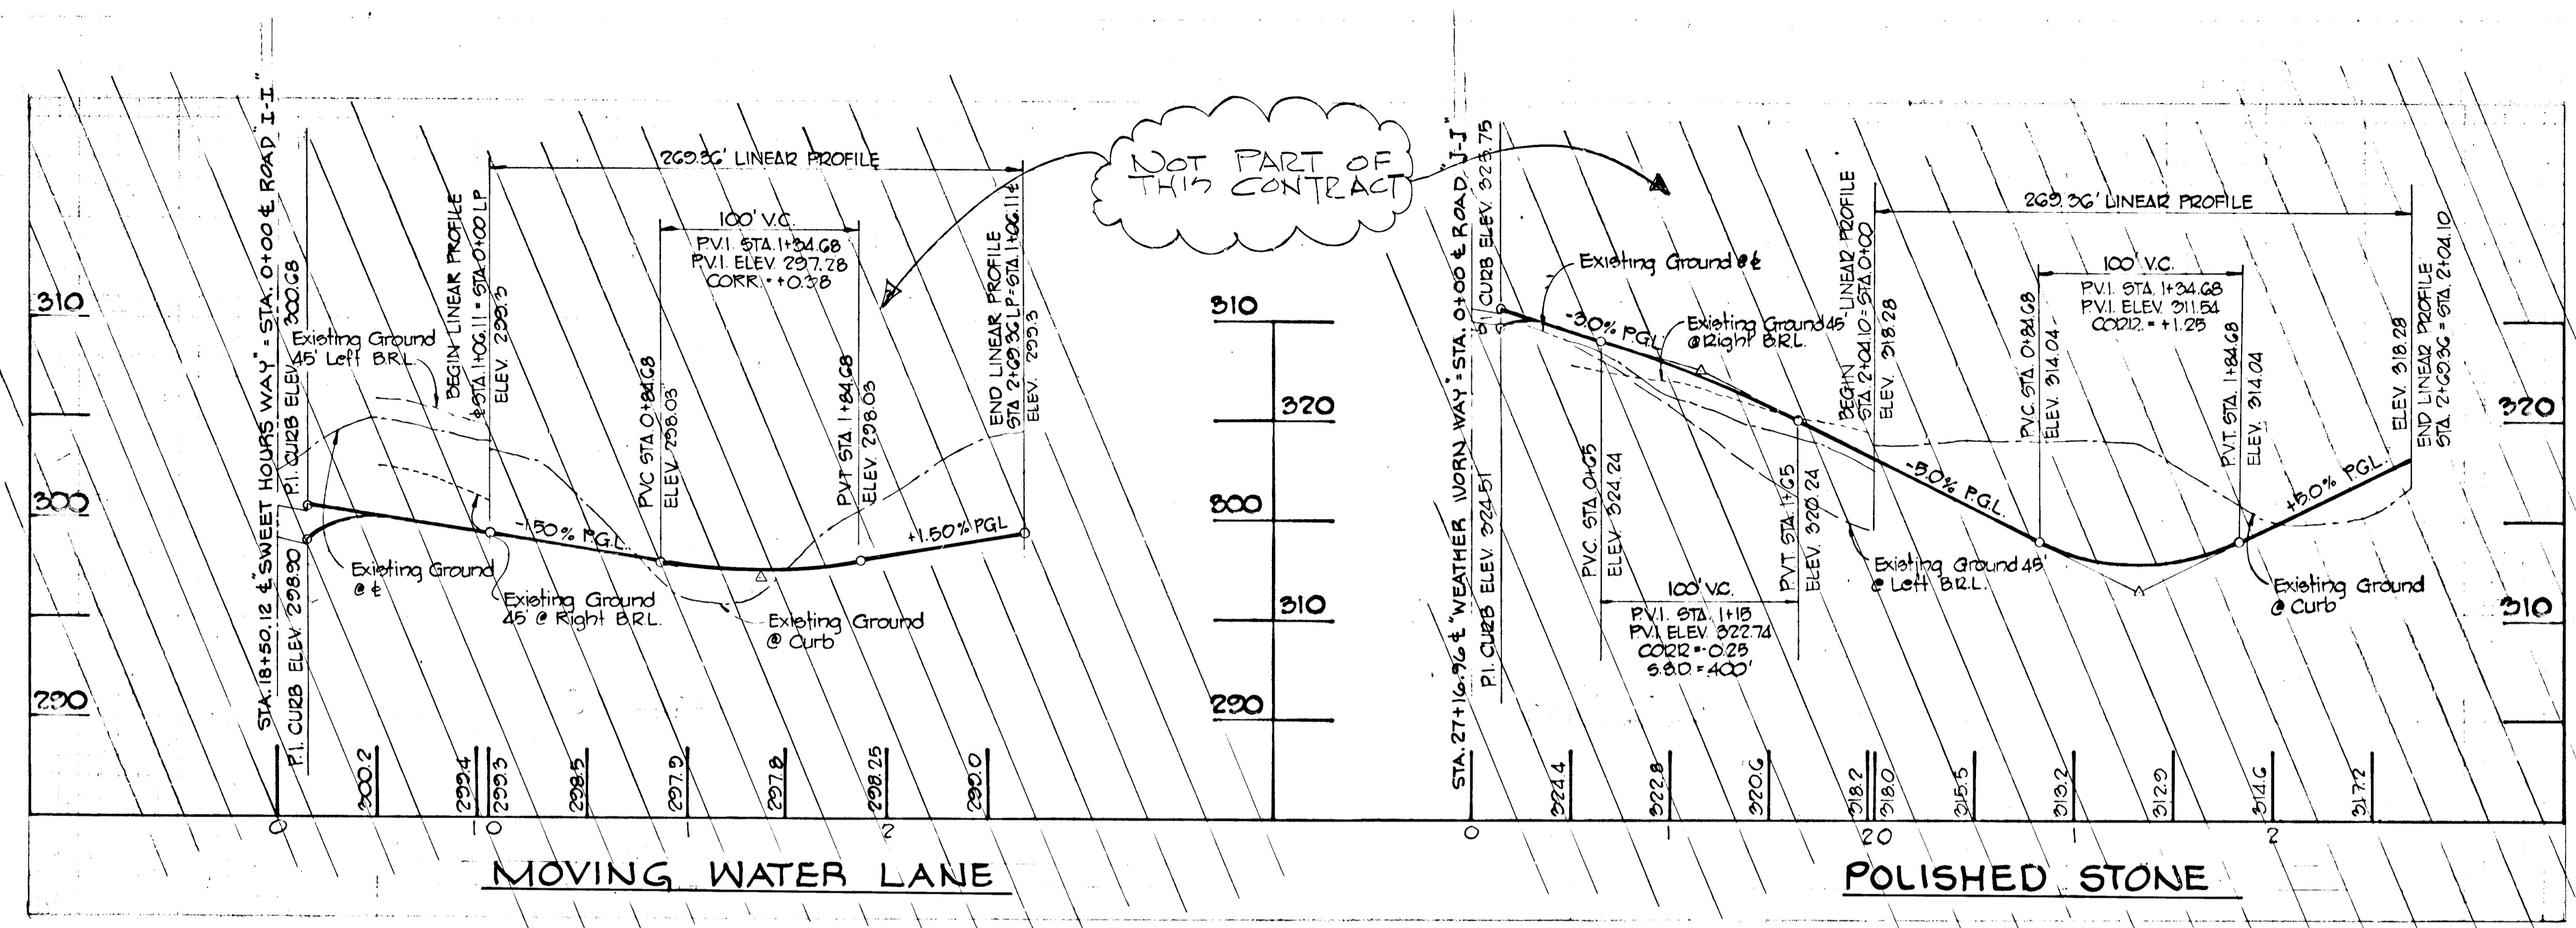 NOT PART OF
THIS CONTRACT
STA. 18+50.12 ℄ "SWEET HOURS WAY" = STA. 0+00 ℄ ROAD "I-I"
P.I. CURB ELEV. 300.68
P.I. CURB ELEV. 298.90
310
300
290
Existing Ground
45' Left B.R.L.
BEGIN LINEAR PROFILE
℄ STA. 1+06.11 = STA. 0+00 LP
ELEV. 299.3
269.36' LINEAR PROFILE
100' V.C.
P.V.I. STA. 1+34.68
P.V.I. ELEV. 297.28
CORR. = +0.38
PVC STA. 0+84.68
ELEV. 298.03
PVT STA. 1+84.68
ELEV. 298.03
END LINEAR PROFILE
STA 2+69.36 LP = STA. 1+06.11 ℄
ELEV. 299.3
-1.50% P.G.L.
+1.50% PGL
Existing Ground
@ ℄
Existing Ground
45' @ Right B.R.L.
Existing Ground
@ Curb
300.2
299.4
299.3
298.5
297.9
297.8
298.25
299.0
0
1 0
1
2
MOVING WATER LANE
310
300
290
320
310
STA. 27+16.96 ℄ "WEATHER WORN WAY" = STA. 0+00 ℄ ROAD "J-J"
P.I. CURB ELEV. 325.75
P.I. CURB ELEV. 324.51
Existing Ground @ ℄
-3.0% P.G.L.
Existing Ground 45'
@ Right B.R.L.
PVC. STA. 0+65
ELEV. 324.24
100' V.C.
P.V.I. STA. 1+15
P.V.I. ELEV. 322.74
CORR = -0.25
S.S.D. = 400'
P.V.T STA. 1+65
ELEV. 320.24
BEGIN LINEAR PROFILE
STA. 2+04.10 = STA. 0+00
ELEV. 318.28
-5.0% P.G.L.
Existing Ground 45'
@ Left B.R.L.
269.36' LINEAR PROFILE
100' V.C.
P.V.I. STA. 1+34.68
P.V.I. ELEV. 311.54
CORR. = +1.25
P.V.C. STA. 0+84.68
ELEV. 314.04
P.V.T. STA. 1+84.68
ELEV. 314.04
+5.0% P.G.L.
Existing Ground
@ Curb
ELEV. 318.28
END LINEAR PROFILE
STA. 2+69.36 = STA. 2+04.10
320
310
324.4
322.8
320.6
318.2
318.0
315.5
313.2
312.9
314.6
317.2
0
1
2 0
1
2
POLISHED STONE